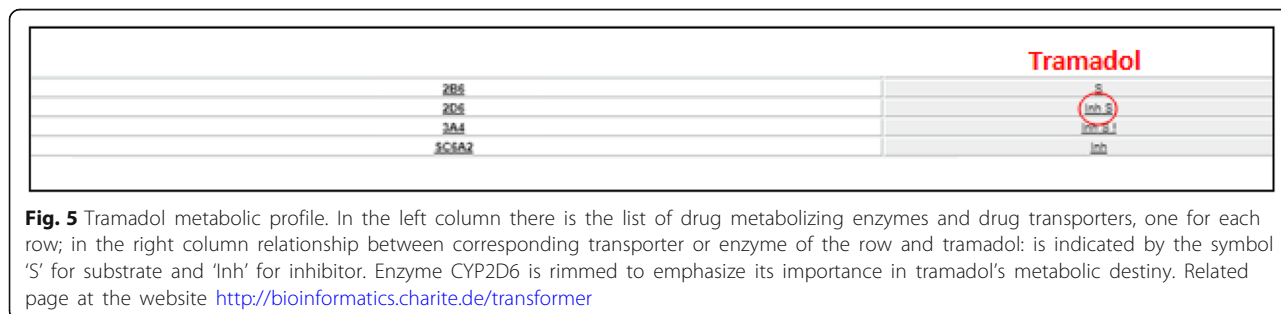 Tramadol
2B6 S
2D6 Inh S
3A4 Inh S !
SC6A2 Inh
Fig. 5 Tramadol metabolic profile. In the left column there is the list of drug metabolizing enzymes and drug transporters, one for each
row; in the right column relationship between corresponding transporter or enzyme of the row and tramadol: is indicated by the symbol
‘S’ for substrate and ‘Inh’ for inhibitor. Enzyme CYP2D6 is rimmed to emphasize its importance in tramadol’s metabolic destiny. Related
page at the website http://bioinformatics.charite.de/transformer